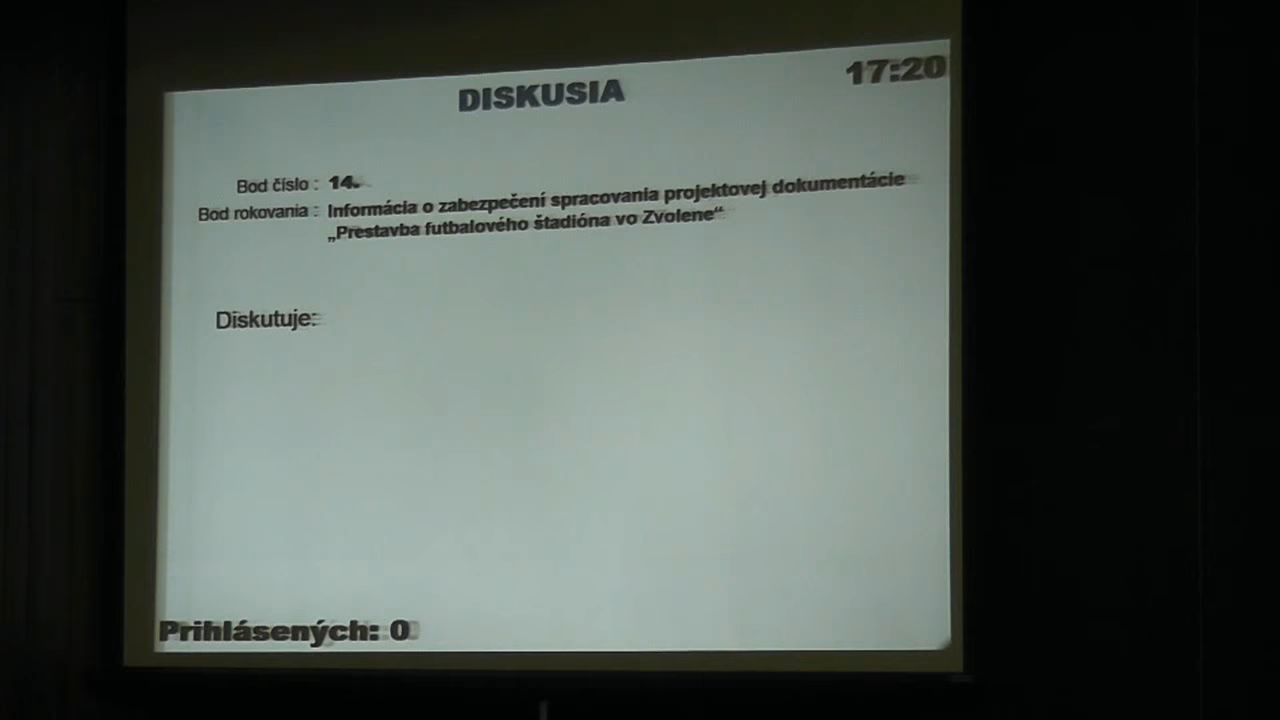 17:20
DISKUSIA
Bod číslo : 14.
Bod rokovania : Informácia o zabezpečení spracovania projektovej dokumentácie
„Prestavba futbalového štadióna vo Zvolene“
Diskutuje:
Prihlásených: 0